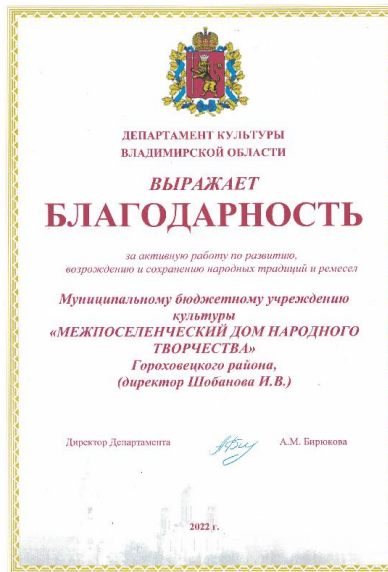 ДЕПАРТАМЕНТ КУЛЬТУРЫ
ВЛАДИМИРСКОЙ ОБЛАСТИ
ВЫРАЖАЕТ
БЛАГОДАРНОСТЬ
за активную работу по развитию,
возрождению и сохранению народных традиций и ремесел
Муниципальному бюджетному учреждению
культуры
«МЕЖПОСЕЛЕНЧЕСКИЙ ДОМ НАРОДНОГО
ТВОРЧЕСТВА»
Гороховецкого района,
(директор Шобанова И.В.)
Директор Департамента А.М. Бирюкова
2022 г.